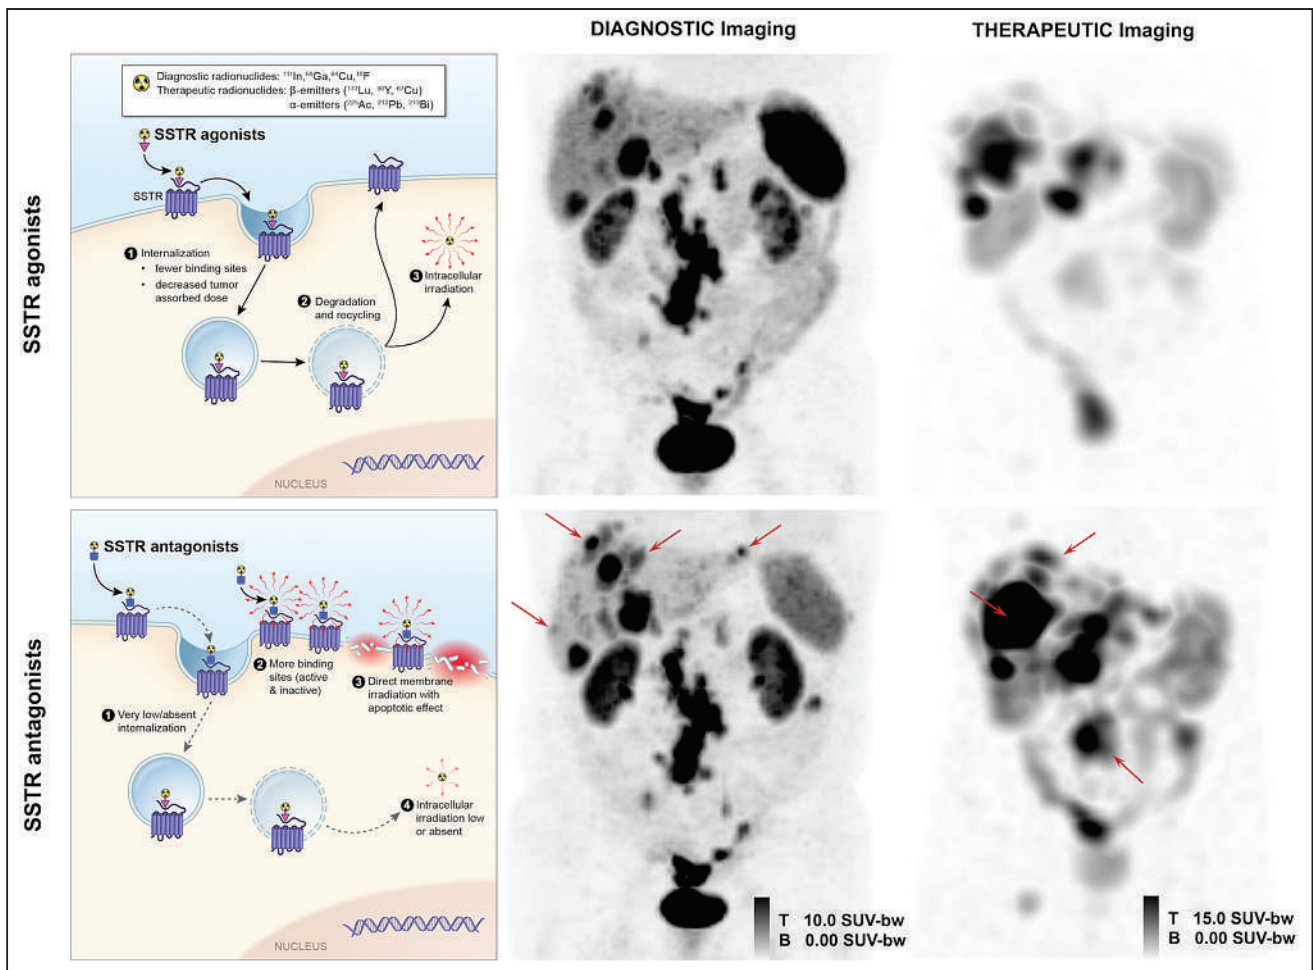 DIAGNOSTIC Imaging
THERAPEUTIC Imaging
SSTR agonists
Diagnostic radionuclides: ¹¹¹In,⁶⁸Ga,⁶⁴Cu,¹⁸F
Therapeutic radionuclides: β-emitters (¹⁷⁷Lu, ⁹⁰Y, ⁶⁷Cu)
α-emitters (²²⁵Ac, ²¹²Pb, ²¹³Bi)
SSTR agonists
SSTR
1 Internalization
• fewer binding sites
• decreased tumor
assorbed dose
2 Degradation
and recycling
3 Intracellular
irradiation
NUCLEUS
SSTR antagonists
SSTR antagonists
1 Very low/absent
internalization
2 More binding
sites (active
& inactive)
3 Direct membrane
irradiation with
apoptotic effect
4 Intracellular
irradiation low
or absent
NUCLEUS
T 10.0 SUV-bw
B 0.00 SUV-bw
T 15.0 SUV-bw
B 0.00 SUV-bw